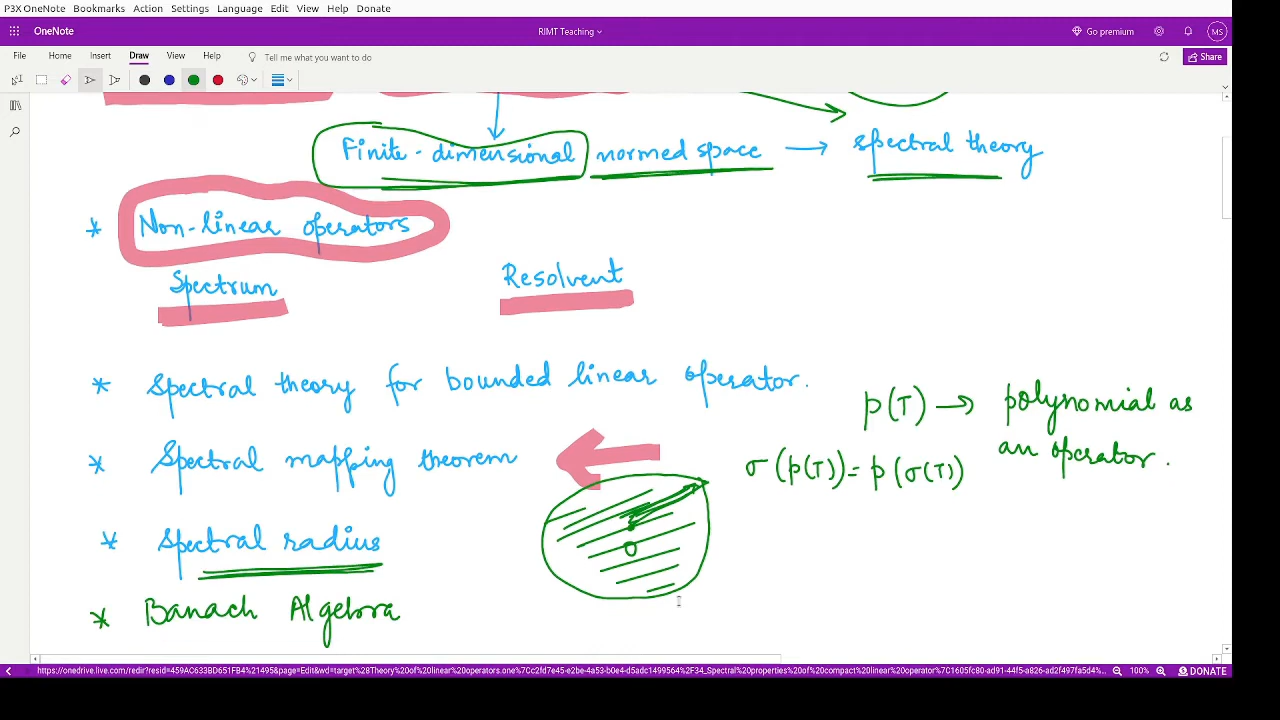 P3X OneNote Bookmarks Action Settings Language Edit View Help Donate
OneNote
RIMT Teaching
Go premium
MS
File Home Insert Draw View Help
Tell me what you want to do
Share
Finite-dimensional normed space → spectral theory
* Non-linear operators
Spectrum Resolvent
* Spectral theory for bounded linear operator.
p(T) → polynomial as
an operator.
* Spectral mapping theorem
σ(p(T)) = p(σ(T))
* Spectral radius
0
* Banach Algebra
100%
DONATE